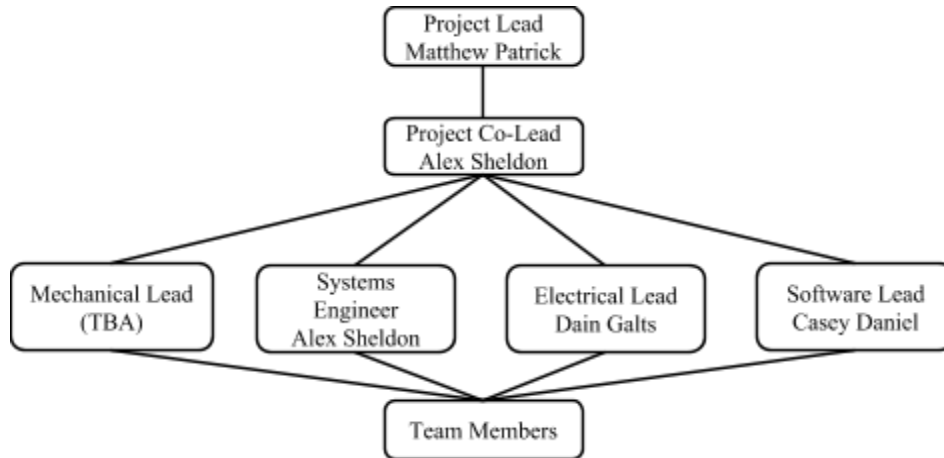 Project Lead
Matthew Patrick
Project Co-Lead
Alex Sheldon
Mechanical Lead
(TBA)
Systems
Engineer
Alex Sheldon
Electrical Lead
Dain Galts
Software Lead
Casey Daniel
Team Members